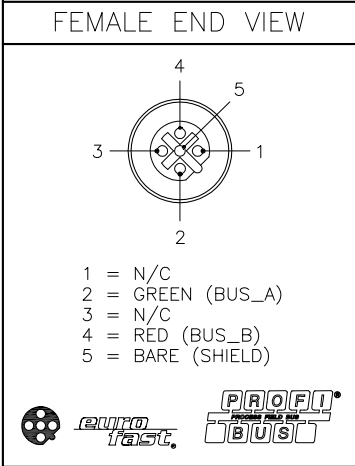 FEMALE END VIEW
4
5
3
1
2
1 = N/C
2 = GREEN (BUS_A)
3 = N/C
4 = RED (BUS_B)
5 = BARE (SHIELD)
euro
fast®
PROFI®
PROCESS FIELD BUS
BUS